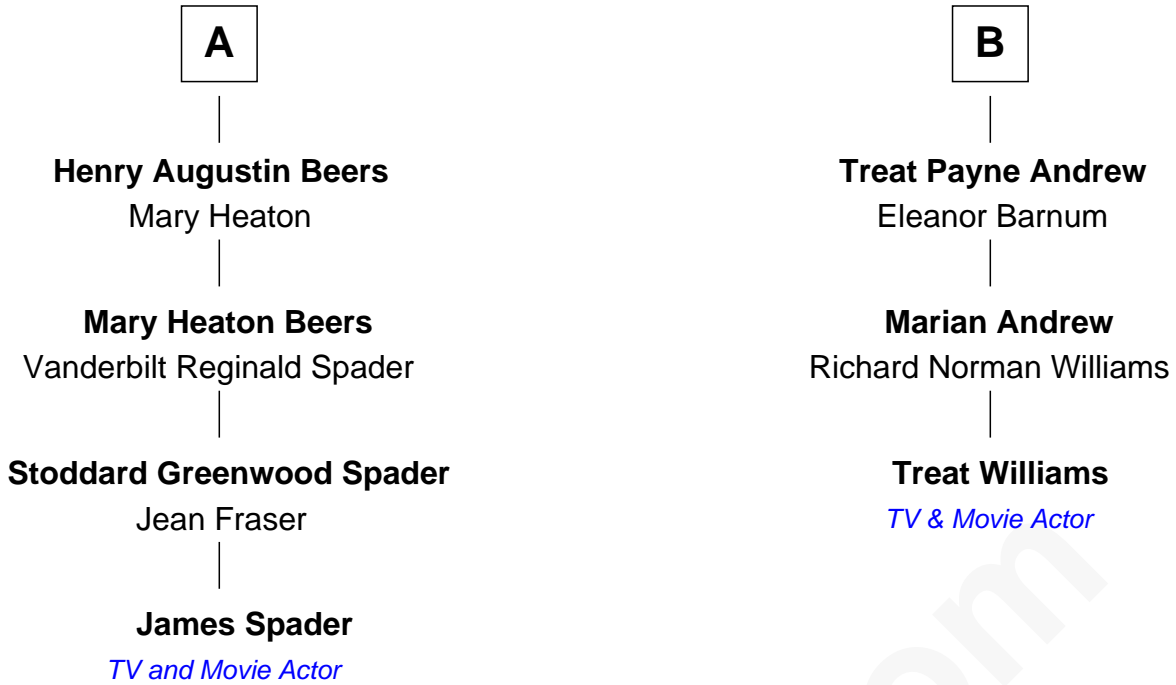 A
Henry Augustin Beers
Mary Heaton
Mary Heaton Beers
Vanderbilt Reginald Spader
Stoddard Greenwood Spader
Jean Fraser
James Spader
TV and Movie Actor
B
Treat Payne Andrew
Eleanor Barnum
Marian Andrew
Richard Norman Williams
Treat Williams
TV & Movie Actor
om